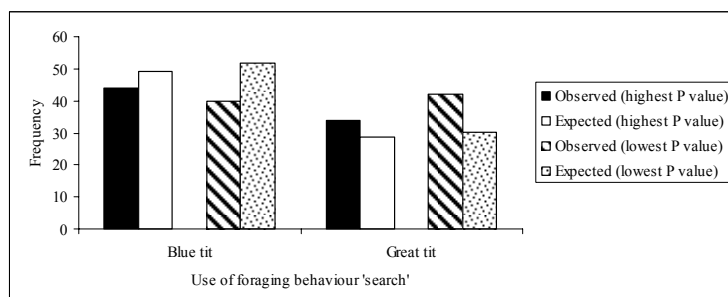 60
50
40
30
20
10
0
Frequency
Blue tit
Great tit
Use of foraging behaviour 'search'
Observed (highest P value)
Expected (highest P value)
Observed (lowest P value)
Expected (lowest P value)